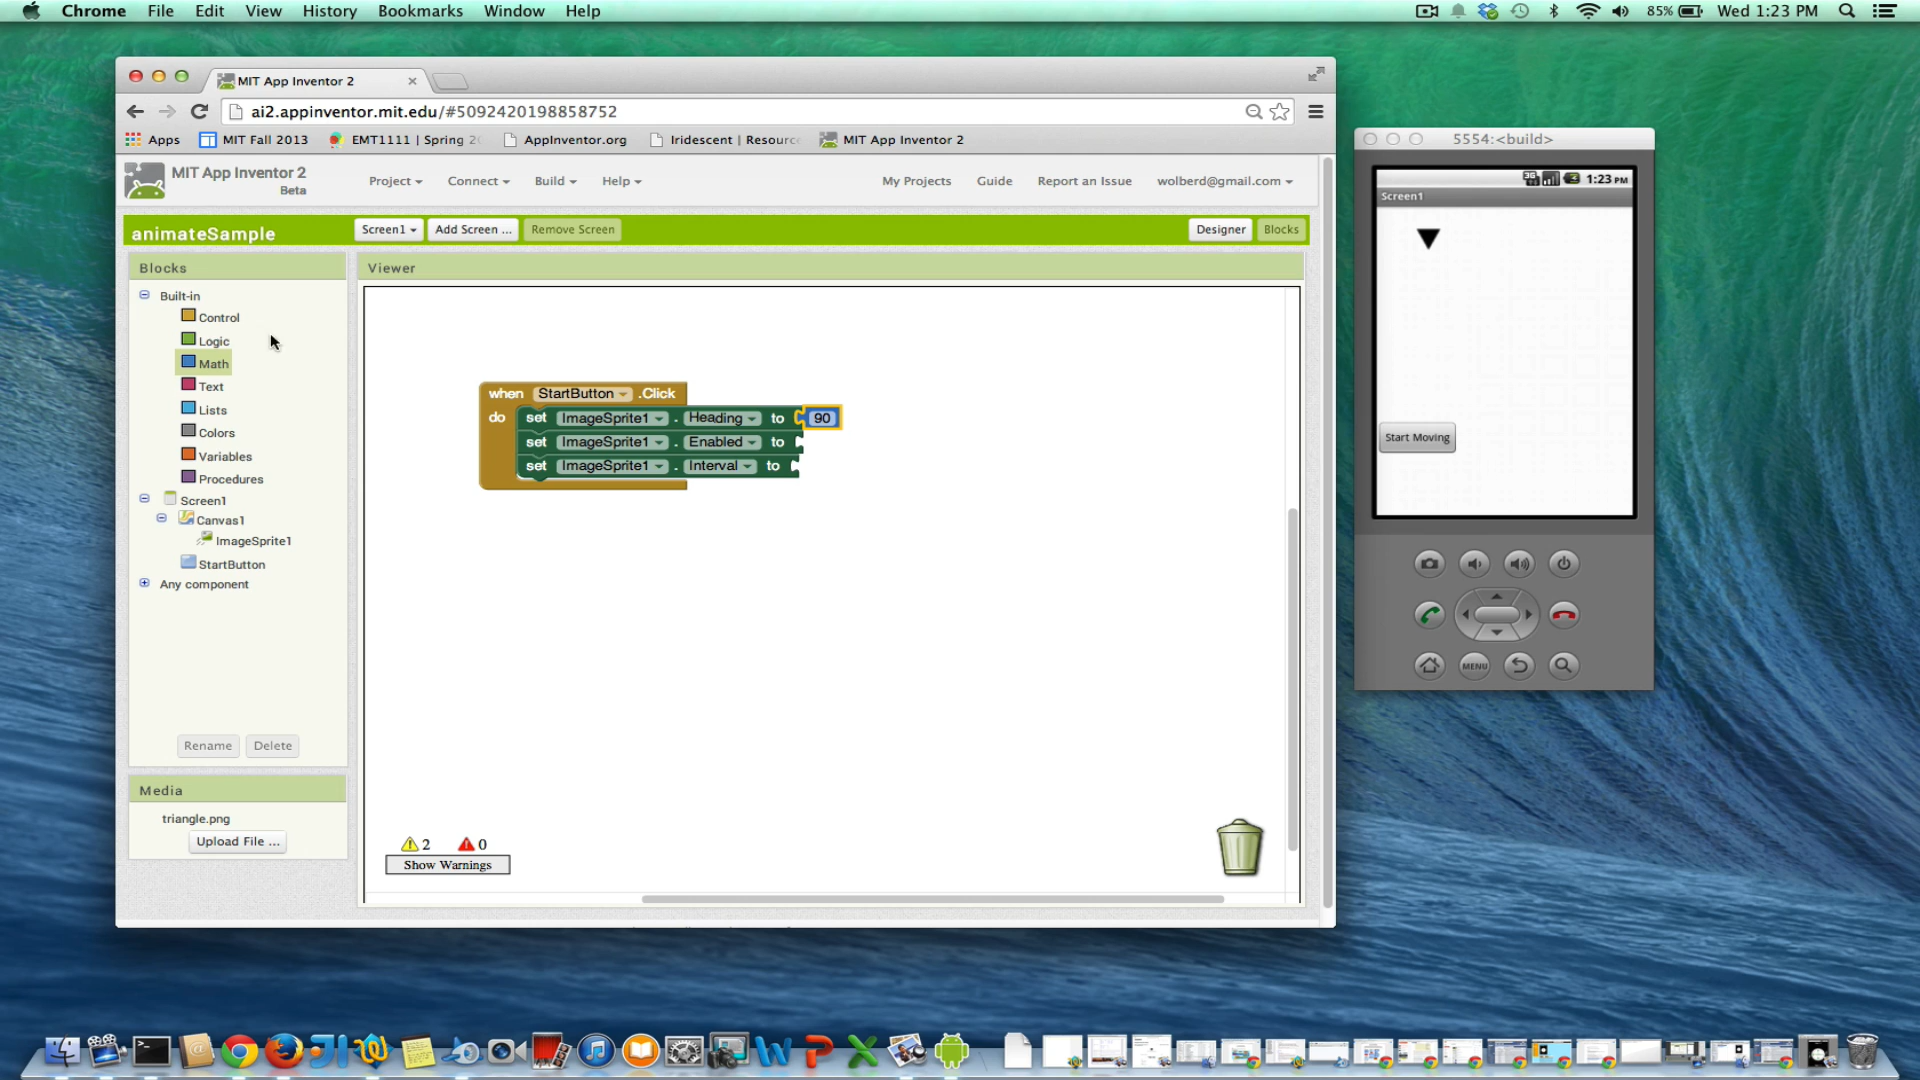 Chrome File Edit View History Bookmarks Window Help 85% Wed 1:23 PM
MIT App Inventor 2
ai2.appinventor.mit.edu/#5092420198858752
Apps MIT Fall 2013 EMT1111 | Spring 20 AppInventor.org Iridescent | Resourc MIT App Inventor 2
MIT App Inventor 2
Beta
Project Connect Build Help My Projects Guide Report an Issue wolberd@gmail.com
animateSample Screen1 Add Screen ... Remove Screen Designer Blocks
Blocks
Viewer
Built-in
Control
Logic
Math
Text
Lists
Colors
Variables
Procedures
Screen1
Canvas1
ImageSprite1
StartButton
Any component
Rename Delete
Media
triangle.png
Upload File ...
when StartButton .Click
do set ImageSprite1 . Heading to 90
set ImageSprite1 . Enabled to
set ImageSprite1 . Interval to
2 0
Show Warnings
5554:<build>
3G 1:23 PM
Screen1
Start Moving
MENU